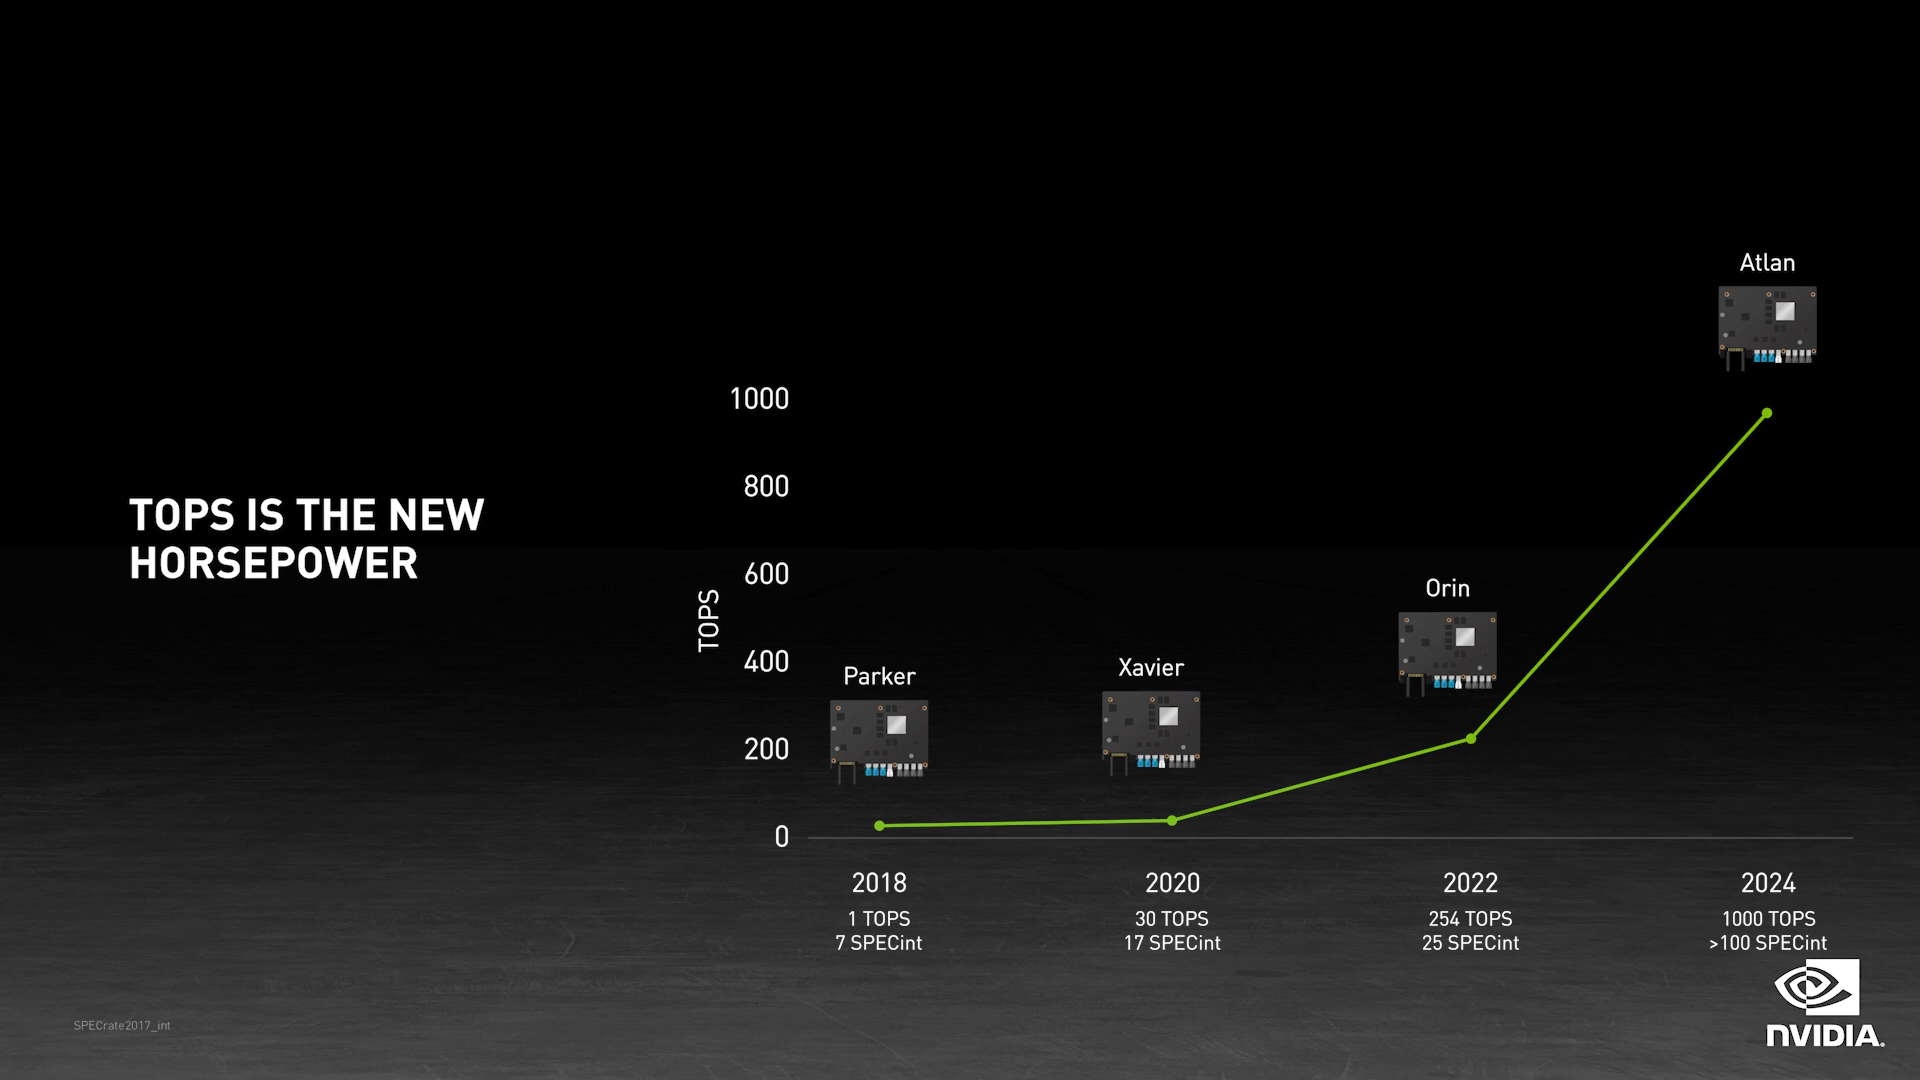 TOPS IS THE NEW
HORSEPOWER
TOPS
1000
800
600
400
200
0
Parker
Xavier
Orin
Atlan
2018
1 TOPS
7 SPECint
2020
30 TOPS
17 SPECint
2022
254 TOPS
25 SPECint
2024
1000 TOPS
>100 SPECint
SPECrate2017_int
NVIDIA.